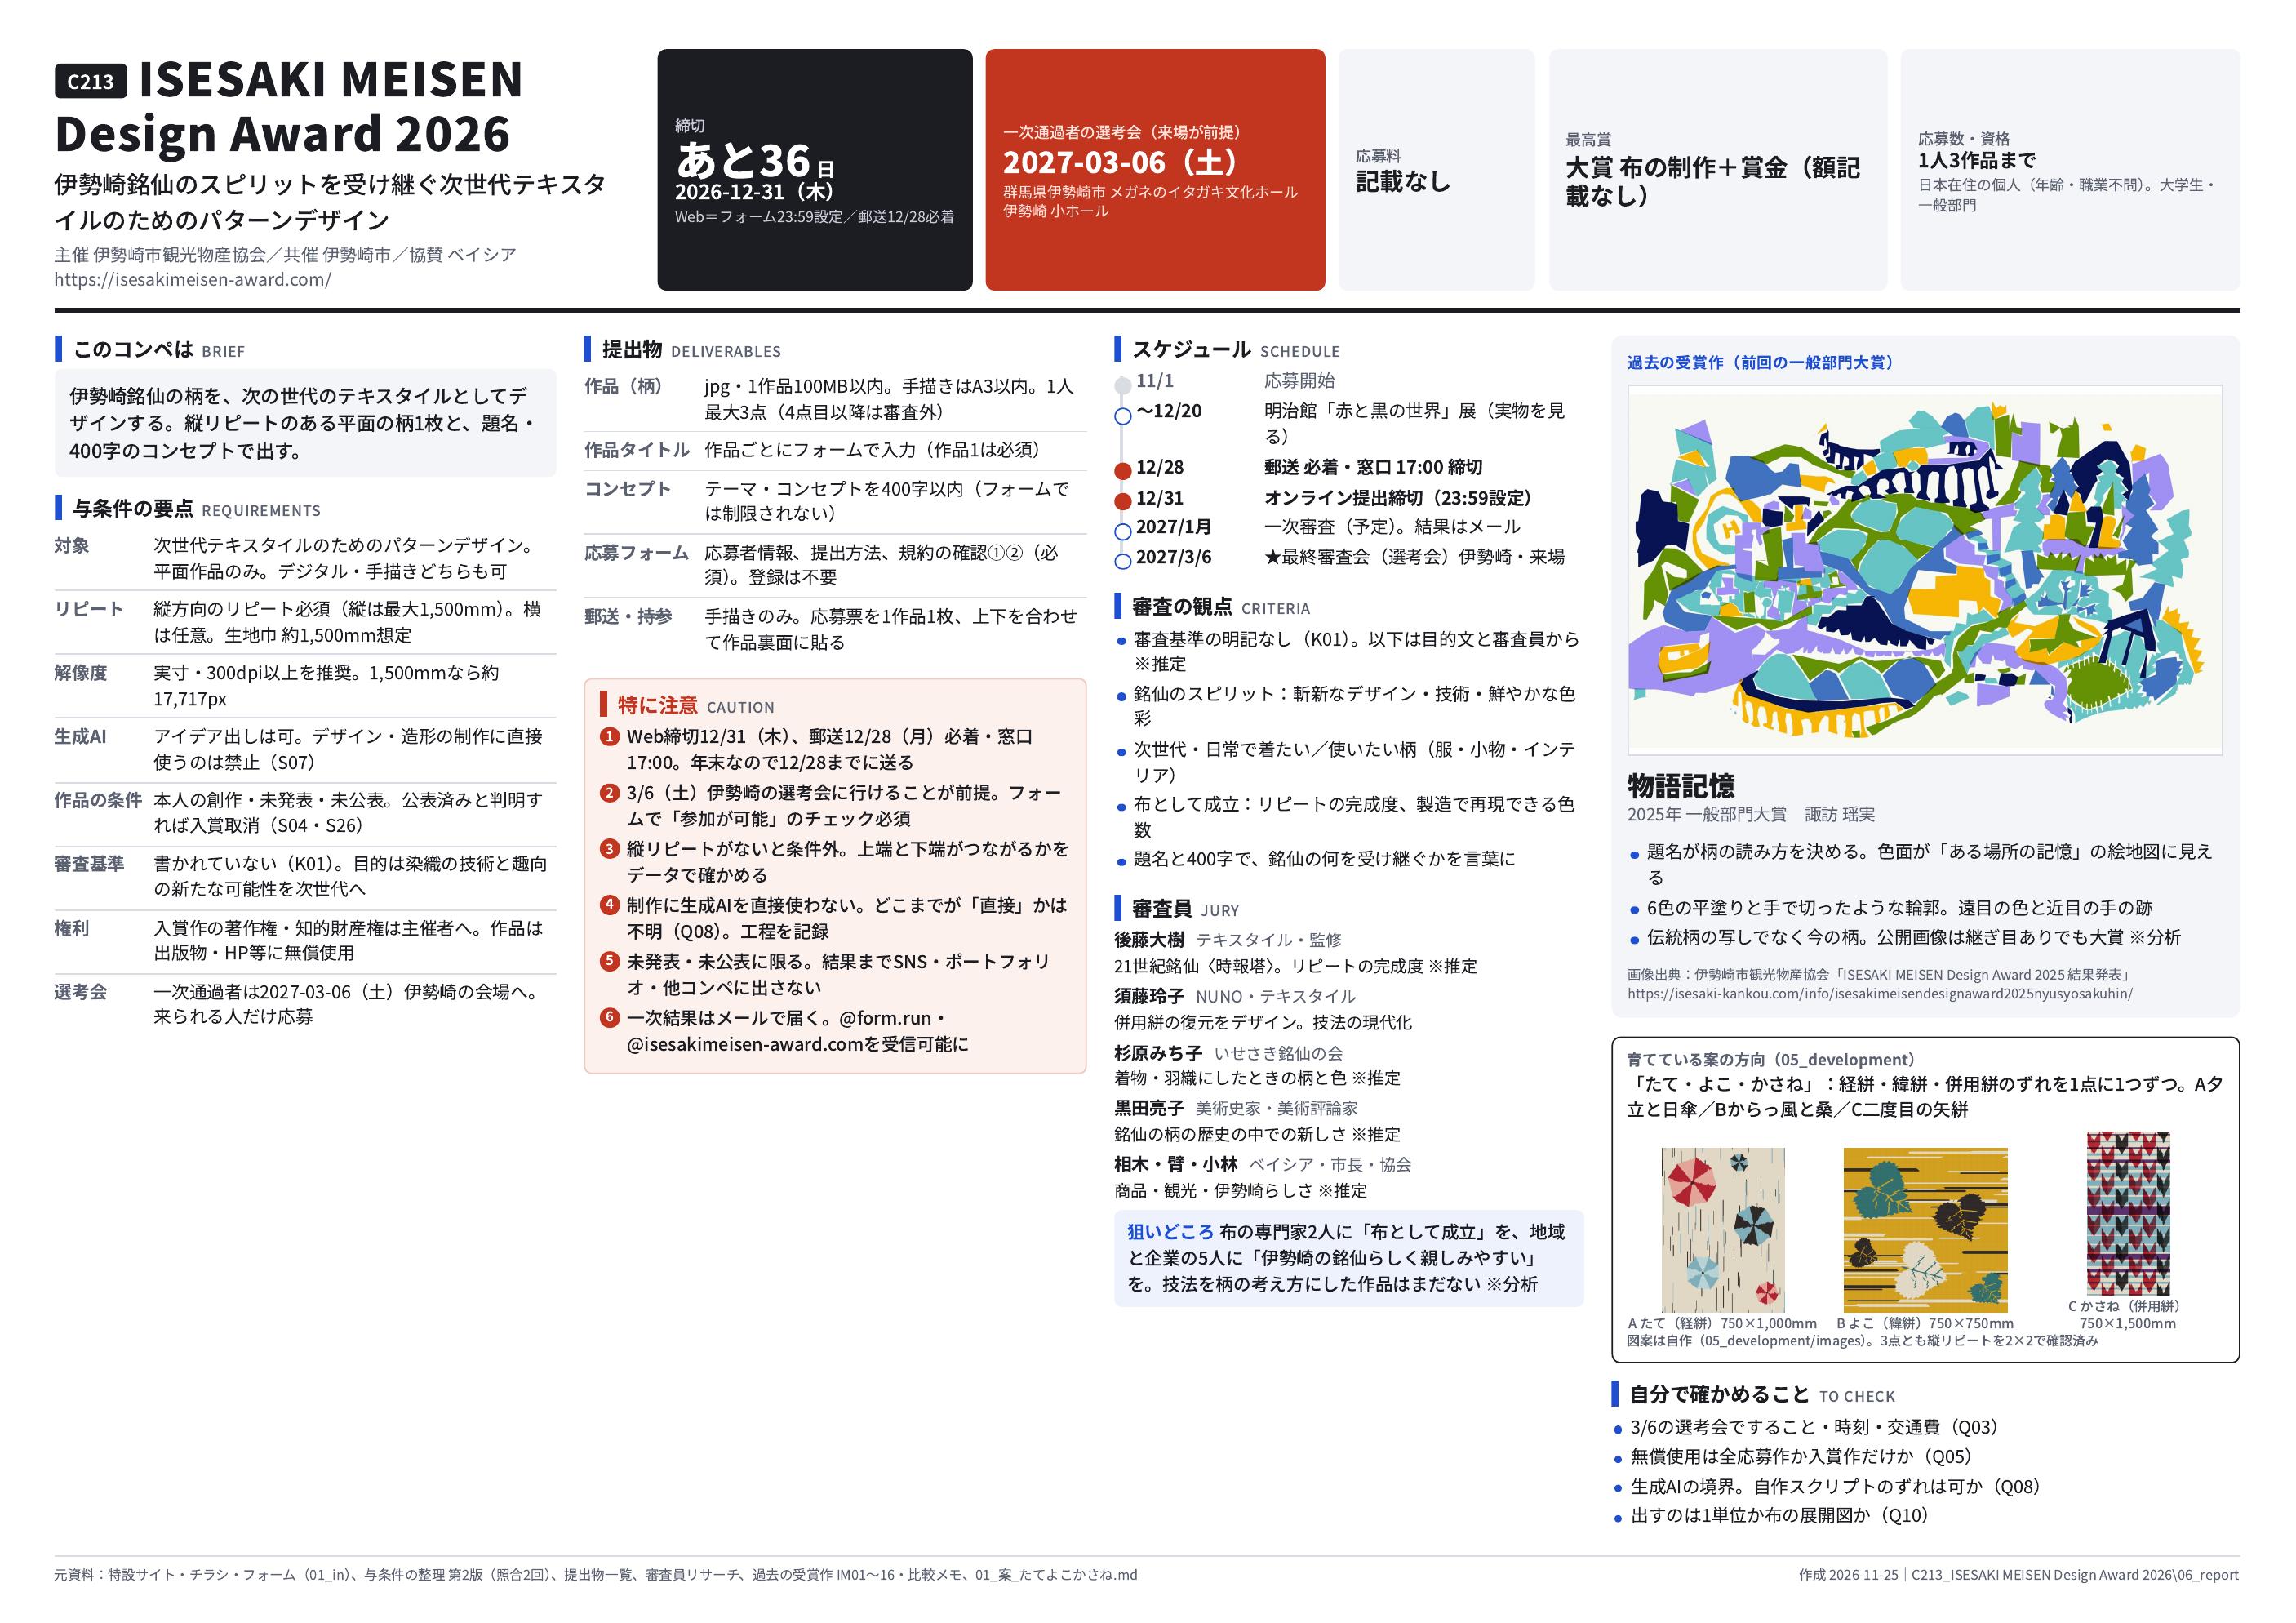 C213 ISESAKI MEISEN
Design Award 2026
伊勢崎銘仙のスピリットを受け継ぐ次世代テキスタ
イルのためのパターンデザイン
主催 伊勢崎市観光物産協会／共催 伊勢崎市／協賛 ベイシア
https://isesakimeisen-award.com/
締切
あと36日
2026-12-31（木）
Web＝フォーム23:59設定／郵送12/28必着
一次通過者の選考会（来場が前提）
2027-03-06（土）
群馬県伊勢崎市 メガネのイタガキ文化ホール
伊勢崎 小ホール
応募料
記載なし
最高賞
大賞 布の制作＋賞金（額記
載なし）
応募数・資格
1人3作品まで
日本在住の個人（年齢・職業不問）。大学生・
一般部門
このコンペは BRIEF
伊勢崎銘仙の柄を、次の世代のテキスタイルとしてデ
ザインする。縦リピートのある平面の柄1枚と、題名・
400字のコンセプトで出す。
与条件の要点 REQUIREMENTS
対象 次世代テキスタイルのためのパターンデザイン。
平面作品のみ。デジタル・手描きどちらも可
リピート 縦方向のリピート必須（縦は最大1,500mm）。横
は任意。生地巾 約1,500mm想定
解像度 実寸・300dpi以上を推奨。1,500mmなら約
17,717px
生成AI アイデア出しは可。デザイン・造形の制作に直接
使うのは禁止（S07）
作品の条件 本人の創作・未発表・未公表。公表済みと判明す
れば入賞取消（S04・S26）
審査基準 書かれていない（K01）。目的は染織の技術と趣向
の新たな可能性を次世代へ
権利 入賞作の著作権・知的財産権は主催者へ。作品は
出版物・HP等に無償使用
選考会 一次通過者は2027-03-06（土）伊勢崎の会場へ。
来られる人だけ応募
提出物 DELIVERABLES
作品（柄） jpg・1作品100MB以内。手描きはA3以内。1人
最大3点（4点目以降は審査外）
作品タイトル 作品ごとにフォームで入力（作品1は必須）
コンセプト テーマ・コンセプトを400字以内（フォームで
は制限されない）
応募フォーム 応募者情報、提出方法、規約の確認①②（必
須）。登録は不要
郵送・持参 手描きのみ。応募票を1作品1枚、上下を合わせ
て作品裏面に貼る
特に注意 CAUTION
1 Web締切12/31（木）、郵送12/28（月）必着・窓口
17:00。年末なので12/28までに送る
2 3/6（土）伊勢崎の選考会に行けることが前提。フォー
ムで「参加が可能」のチェック必須
3 縦リピートがないと条件外。上端と下端がつながるかを
データで確かめる
4 制作に生成AIを直接使わない。どこまでが「直接」かは
不明（Q08）。工程を記録
5 未発表・未公表に限る。結果までSNS・ポートフォリ
オ・他コンペに出さない
6 一次結果はメールで届く。@form.run・
@isesakimeisen-award.comを受信可能に
スケジュール SCHEDULE
11/1 応募開始
～12/20 明治館「赤と黒の世界」展（実物を見
る）
12/28 郵送 必着・窓口 17:00 締切
12/31 オンライン提出締切（23:59設定）
2027/1月 一次審査（予定）。結果はメール
2027/3/6 ★最終審査会（選考会）伊勢崎・来場
審査の観点 CRITERIA
審査基準の明記なし（K01）。以下は目的文と審査員から
※推定
銘仙のスピリット：斬新なデザイン・技術・鮮やかな色
彩
次世代・日常で着たい／使いたい柄（服・小物・インテ
リア）
布として成立：リピートの完成度、製造で再現できる色
数
題名と400字で、銘仙の何を受け継ぐかを言葉に
審査員 JURY
後藤大樹 テキスタイル・監修
21世紀銘仙〈時報塔〉。リピートの完成度 ※推定
須藤玲子 NUNO・テキスタイル
併用絣の復元をデザイン。技法の現代化
杉原みち子 いせさき銘仙の会
着物・羽織にしたときの柄と色 ※推定
黒田亮子 美術史家・美術評論家
銘仙の柄の歴史の中での新しさ ※推定
相木・臂・小林 ベイシア・市長・協会
商品・観光・伊勢崎らしさ ※推定
狙いどころ 布の専門家2人に「布として成立」を、地域
と企業の5人に「伊勢崎の銘仙らしく親しみやすい」
を。技法を柄の考え方にした作品はまだない ※分析
過去の受賞作（前回の一般部門大賞）
物語記憶
2025年 一般部門大賞 諏訪 瑶実
題名が柄の読み方を決める。色面が「ある場所の記憶」の絵地図に見え
る
6色の平塗りと手で切ったような輪郭。遠目の色と近目の手の跡
伝統柄の写しでなく今の柄。公開画像は継ぎ目ありでも大賞 ※分析
画像出典：伊勢崎市観光物産協会「ISESAKI MEISEN Design Award 2025 結果発表」
https://isesaki-kankou.com/info/isesakimeisendesignaward2025nyusyosakuhin/
育てている案の方向（05_development）
「たて・よこ・かさね」：経絣・緯絣・併用絣のずれを1点に1つずつ。A夕
立と日傘／Bからっ風と桑／C二度目の矢絣
A たて（経絣）750×1,000mm
B よこ（緯絣）750×750mm
C かさね（併用絣）
750×1,500mm
図案は自作（05_development/images）。3点とも縦リピートを2×2で確認済み
自分で確かめること TO CHECK
3/6の選考会ですること・時刻・交通費（Q03）
無償使用は全応募作か入賞作だけか（Q05）
生成AIの境界。自作スクリプトのずれは可か（Q08）
出すのは1単位か布の展開図か（Q10）
元資料：特設サイト・チラシ・フォーム（01_in）、与条件の整理 第2版（照合2回）、提出物一覧、審査員リサーチ、過去の受賞作 IM01～16・比較メモ、01_案_たてよこかさね.md
作成 2026-11-25｜C213_ISESAKI MEISEN Design Award 2026\06_report